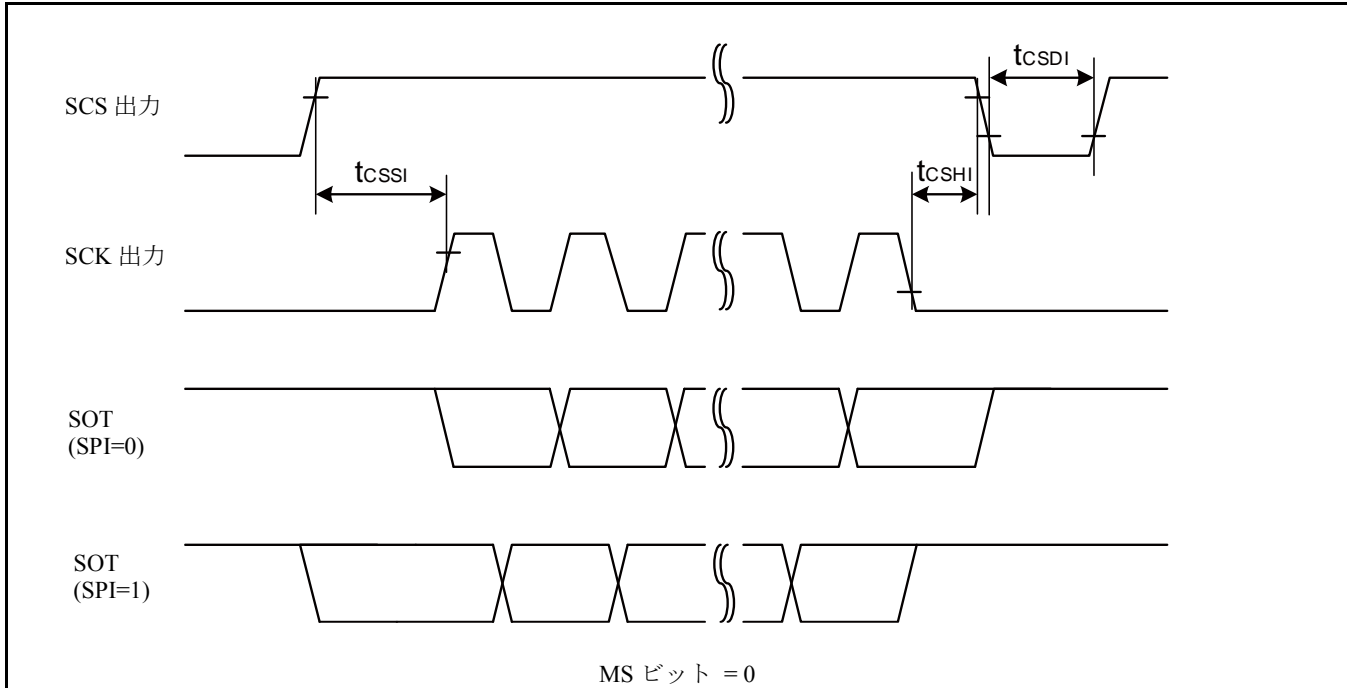 tCSDI
SCS 出力
tCSSI
tCSHI
SCK 出力
SOT
(SPI=0)
SOT
(SPI=1)
MS ビット = 0